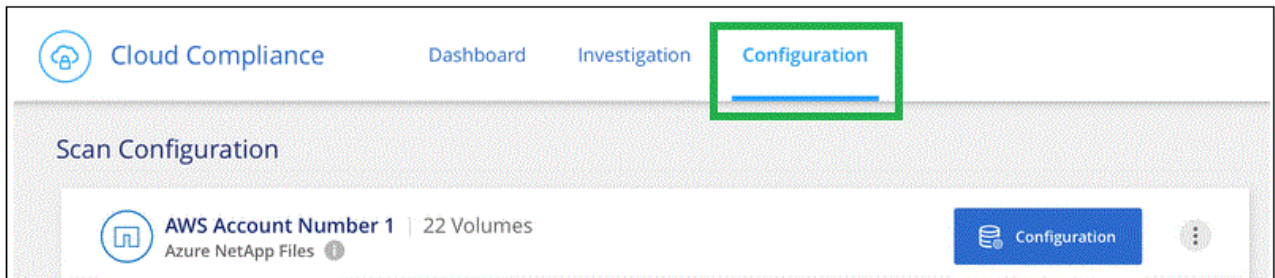 Cloud Compliance Dashboard Investigation Configuration
Scan Configuration
AWS Account Number 1 | 22 Volumes
Azure NetApp Files
Configuration